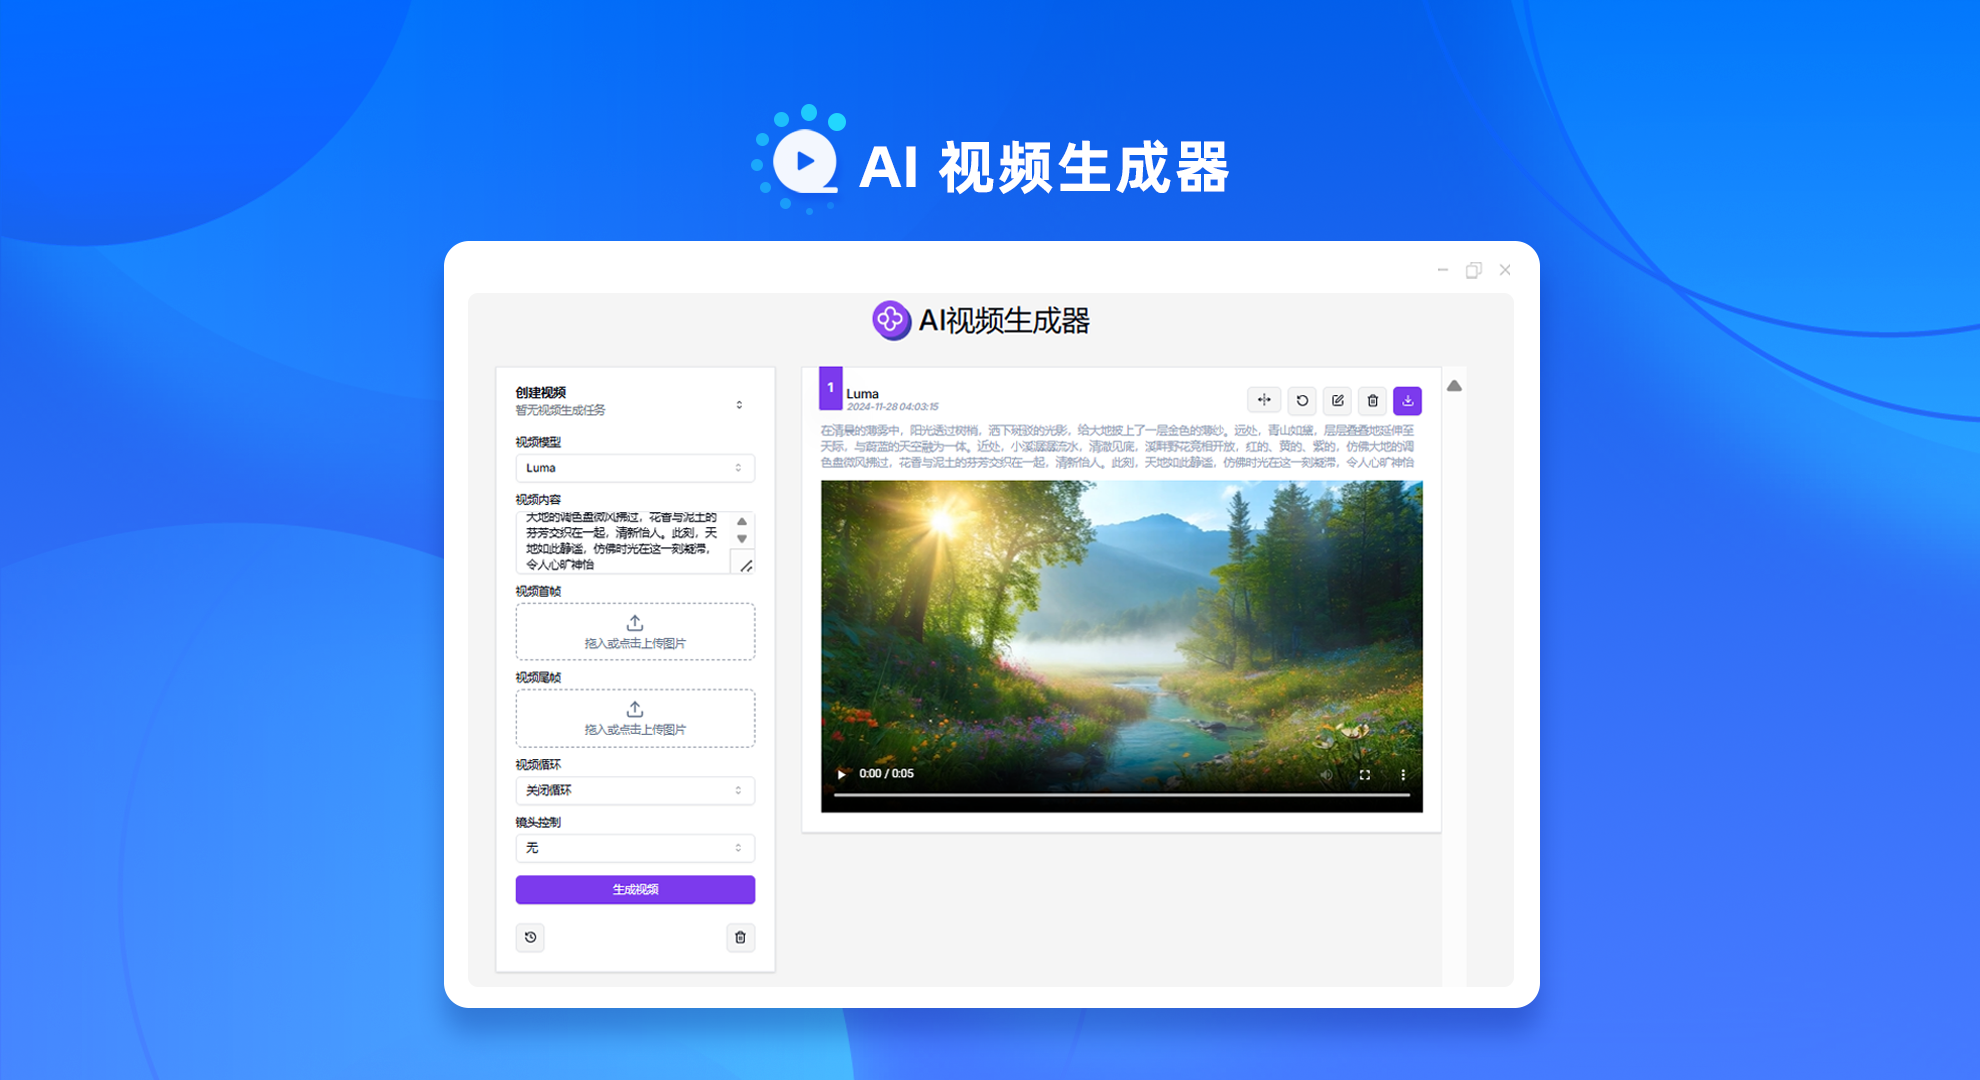 AI 视频生成器
AI视频生成器
创建视频
暂无视频生成任务
视频模型
Luma
视频内容
大地的调色盘微风拂过，花香与泥土的
芬芳交织在一起，清新怡人。此刻，天
地如此静谧，仿佛时光在这一刻凝滞，
令人心旷神怡
视频首帧
拖入或点击上传图片
视频尾帧
拖入或点击上传图片
视频循环
关闭循环
镜头控制
无
生成视频
1
Luma
2024-11-28 04:03:15
在清晨的薄雾中，阳光透过树梢，洒下斑驳的光影，给大地披上了一层金色的薄纱。远处，青山如黛，层层叠叠地延伸至
天际，与蔚蓝的天空融为一体。近处，小溪潺潺流水，清澈见底，溪畔野花竞相开放，红的、黄的、紫的，仿佛大地的调
色盘微风拂过，花香与泥土的芬芳交织在一起，清新怡人。此刻，天地如此静谧，仿佛时光在这一刻凝滞，令人心旷神怡
0:00 / 0:05